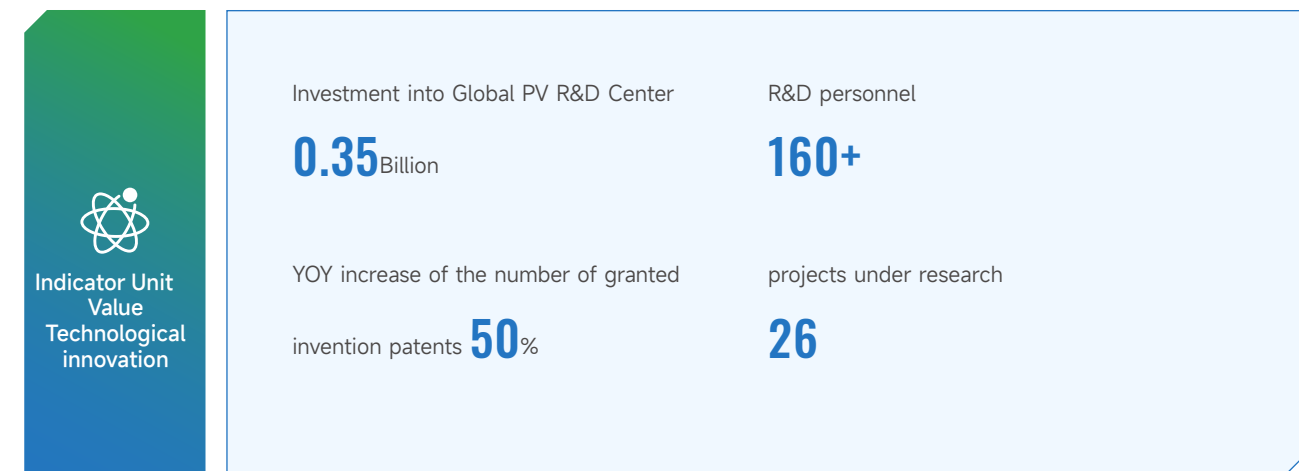 Indicator Unit
Value
Technological
innovation
Investment into Global PV R&D Center
0.35Billion
R&D personnel
160+
YOY increase of the number of granted
invention patents 50%
projects under research
26